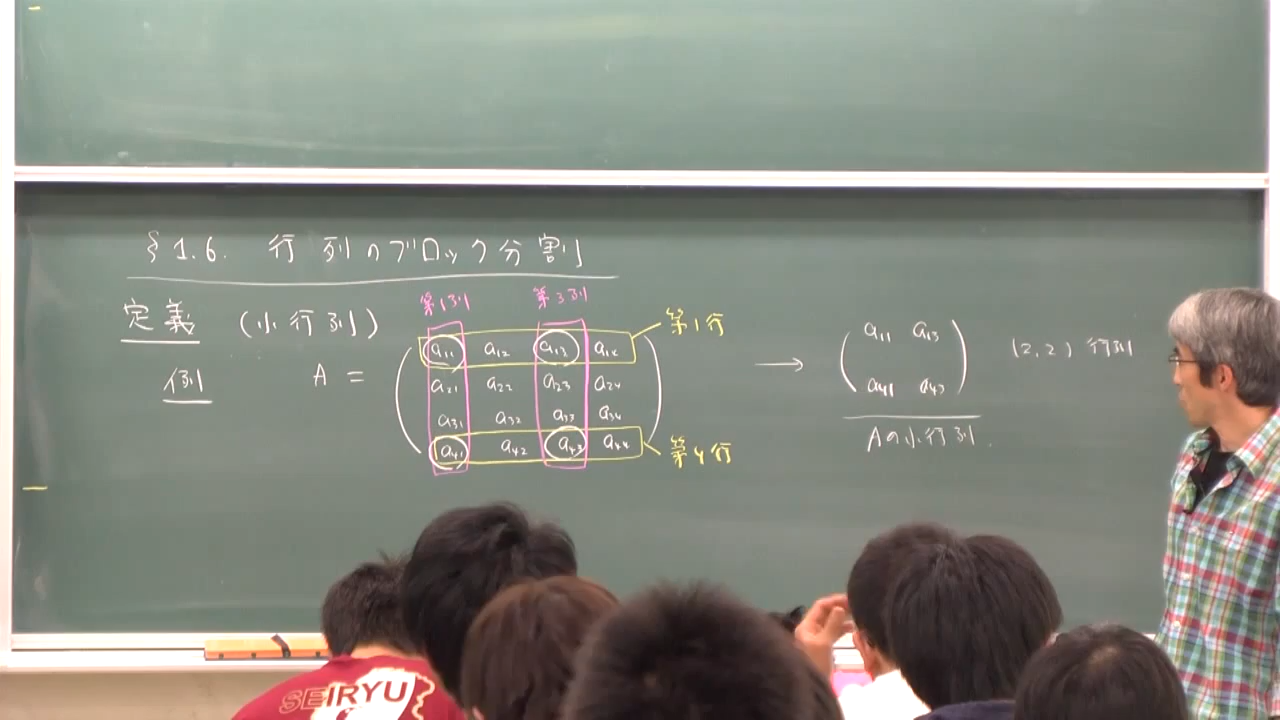 §1.6. 行列のブロック分割
定義 (小行列)
第1列 第3列
第1行
例 A = ( a11 a12 a13 a14
a21 a22 a23 a24
a31 a32 a33 a34
a41 a42 a43 a44 )
第4行
→ ( a11 a13
a41 a43 ) (2,2) 行列
Aの小行列.
SEIRYU